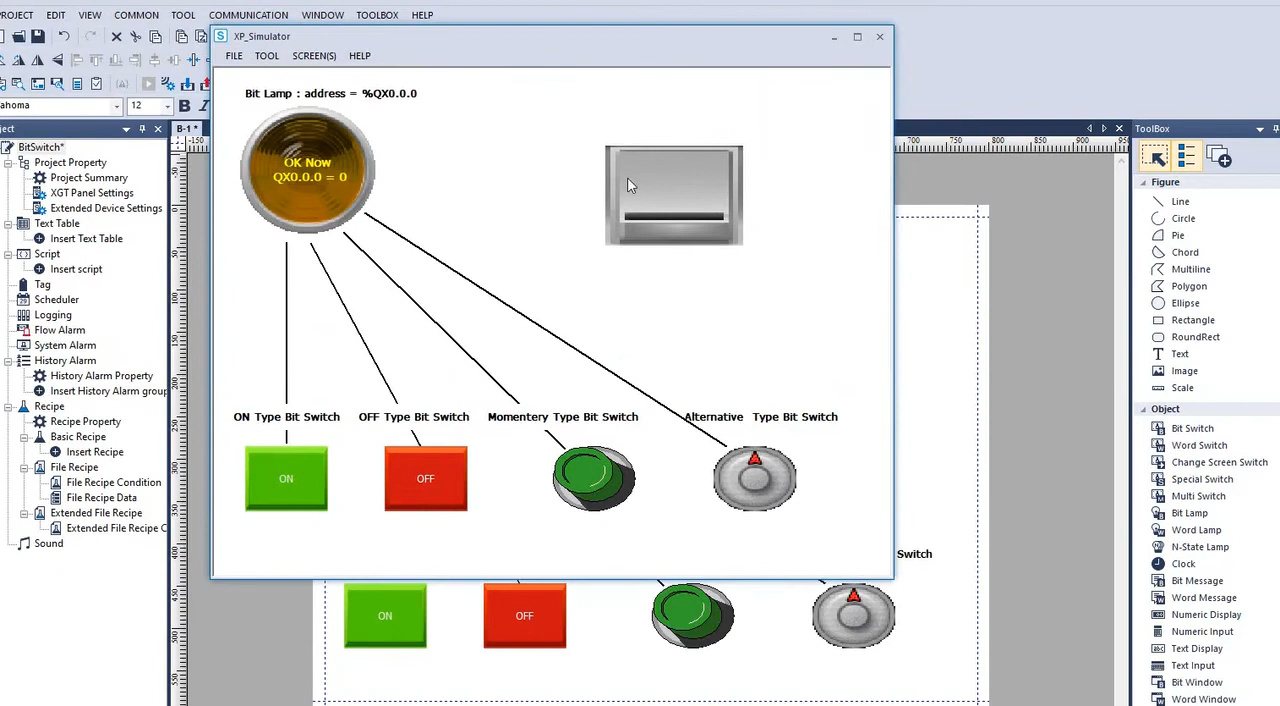 PROJECT EDIT VIEW COMMON TOOL COMMUNICATION WINDOW TOOLBOX HELP
XP_Simulator
FILE TOOL SCREEN(S) HELP
ahoma 12 B I
ject
BitSwitch*
Project Property
Project Summary
XGT Panel Settings
Extended Device Settings
Text Table
Insert Text Table
Script
Insert script
Tag
Scheduler
Logging
Flow Alarm
System Alarm
History Alarm
History Alarm Property
Insert History Alarm group
Recipe
Recipe Property
Basic Recipe
Insert Recipe
File Recipe
File Recipe Condition
File Recipe Data
Extended File Recipe
Extended File Recipe C
Sound
B-1 *
Bit Lamp : address = %QX0.0.0
OK Now
QX0.0.0 = 0
ON Type Bit Switch OFF Type Bit Switch Momentery Type Bit Switch Alternative Type Bit Switch
ON OFF
Switch
ON OFF
700 750 800 850 900 950
ToolBox
Figure
Line
Circle
Pie
Chord
Multiline
Polygon
Ellipse
Rectangle
RoundRect
Text
Image
Scale
Object
Bit Switch
Word Switch
Change Screen Switch
Special Switch
Multi Switch
Bit Lamp
Word Lamp
N-State Lamp
Clock
Bit Message
Word Message
Numeric Display
Numeric Input
Text Display
Text Input
Bit Window
Word Window